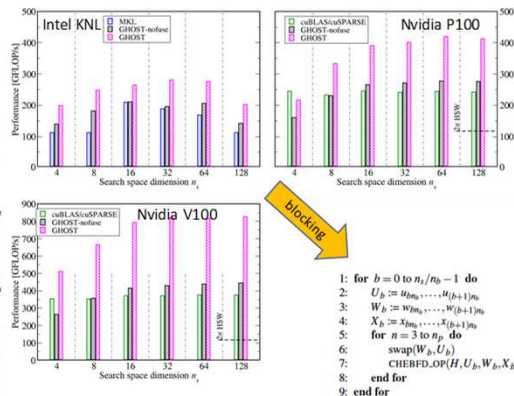 Intel KNL
MKL
GHOST-nofuse
GHOST
Performance [GFLOP/s]
500
400
300
200
100
0
4 8 16 32 64 128
Search space dimension n_s
Nvidia P100
cuBLAS/cuSPARSE
GHOST-nofuse
GHOST
Performance [GFLOP/s]
500
400
300
200
100
0
2× HSW
4 8 16 32 64 128
Search space dimension n_s
Nvidia V100
cuBLAS/cuSPARSE
GHOST-nofuse
GHOST
Performance [GFLOP/s]
900
800
700
600
500
400
300
200
100
0
2× HSW
4 8 16 32 64 128
Search space dimension n_s
blocking
1: for b = 0 to n_s/n_b − 1 do
2: U_b := u_{bn_b},…,u_{(b+1)n_b}
3: W_b := w_{bn_b},…,w_{(b+1)n_b}
4: X_b := x_{bn_b},…,x_{(b+1)n_b}
5: for n = 3 to n_p do
6: swap(W_b,U_b)
7: CHEBFD_OP(H,U_b,W_b,X_b
8: end for
9: end for